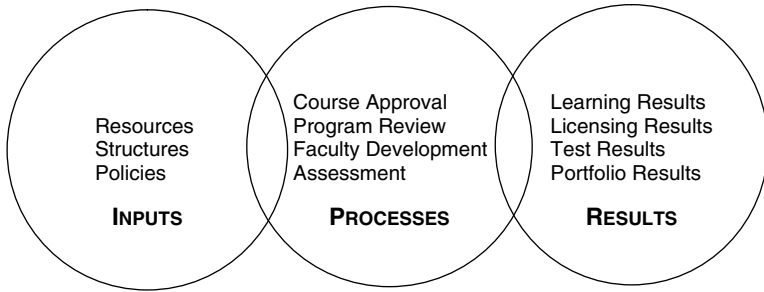 Resources
Structures
Policies
INPUTS
Course Approval
Program Review
Faculty Development
Assessment
PROCESSES
Learning Results
Licensing Results
Test Results
Portfolio Results
RESULTS